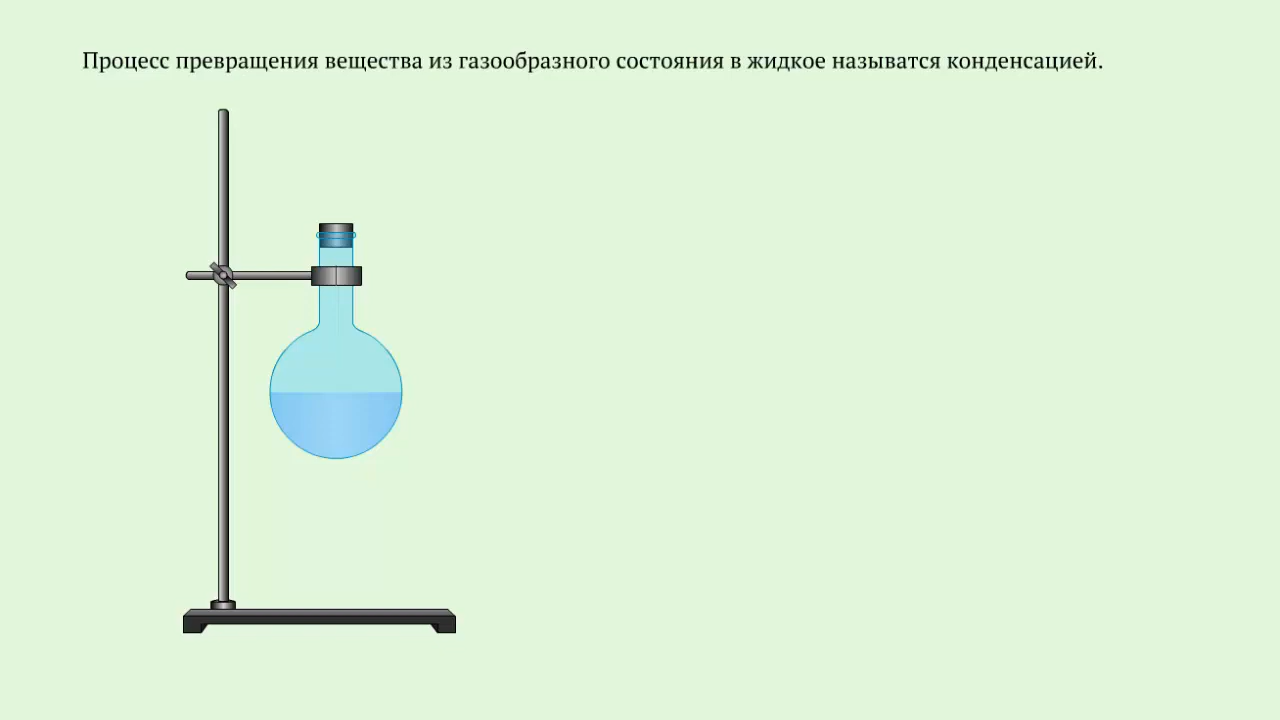 Процесс превращения вещества из газообразного состояния в жидкое называтся конденсацией.